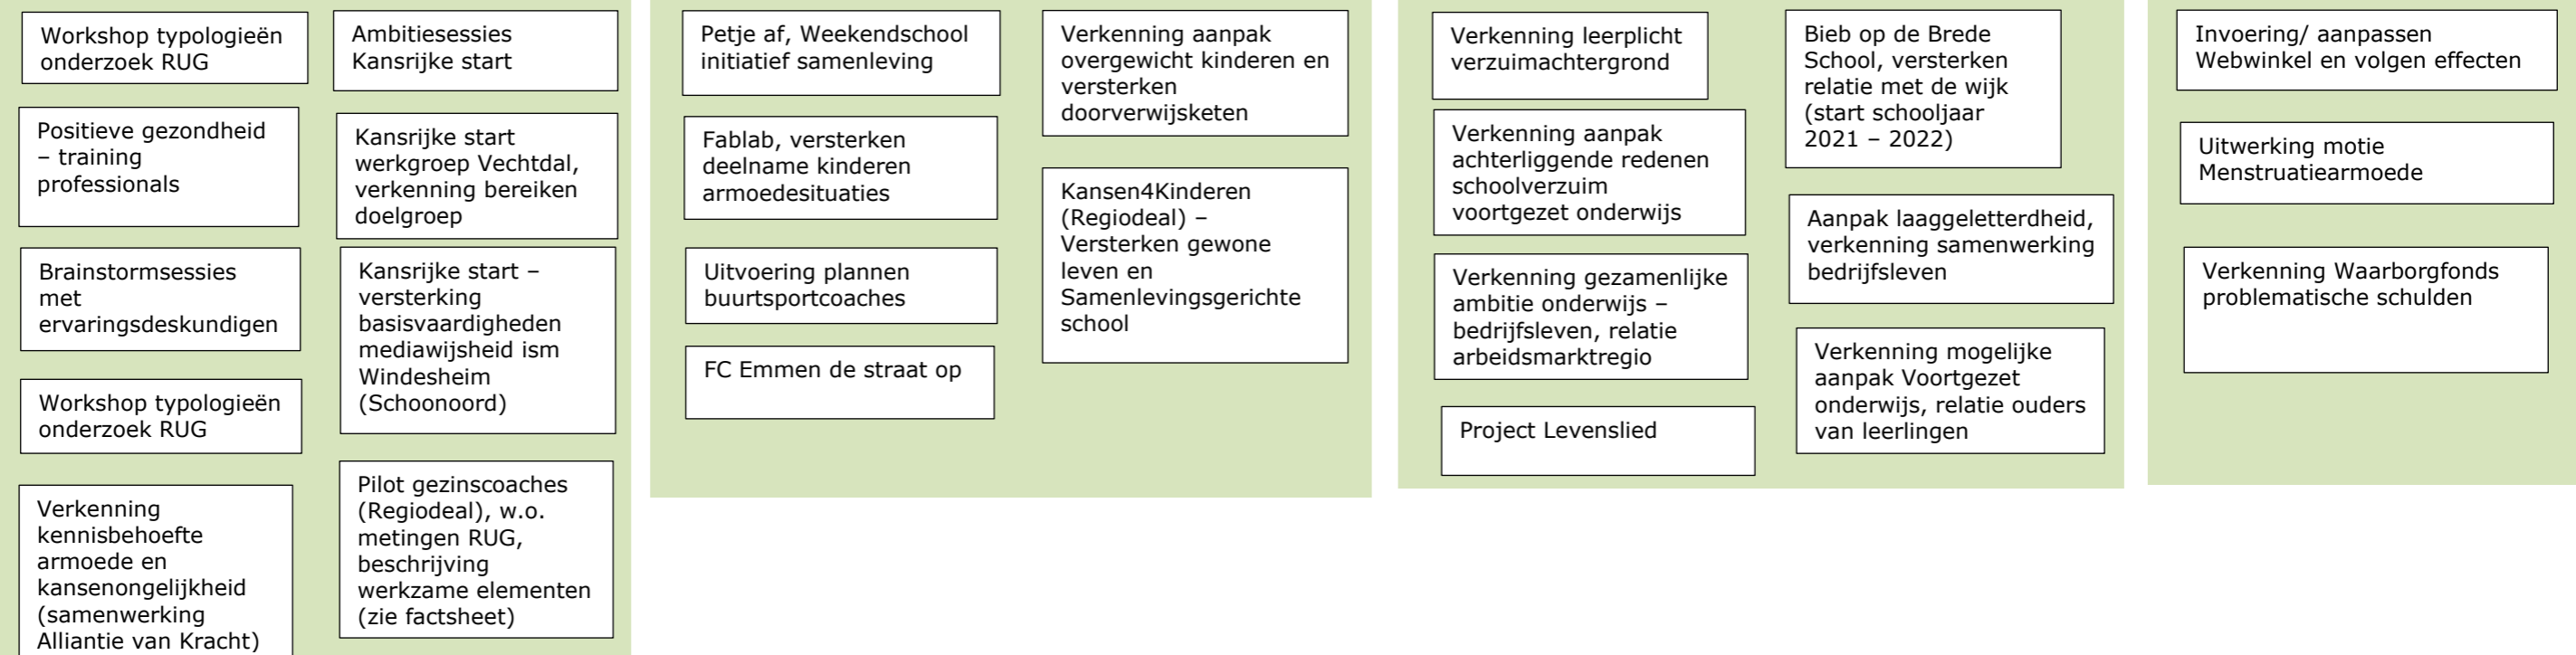 Workshop typologieën
onderzoek RUG
Positieve gezondheid
– training
professionals
Brainstormsessies
met
ervaringsdeskundigen
Workshop typologieën
onderzoek RUG
Verkenning
kennisbehoefte
armoede en
kansenongelijkheid
(samenwerking
Alliantie van Kracht)
Ambitiesessies
Kansrijke start
Kansrijke start
werkgroep Vechtdal,
verkenning bereiken
doelgroep
Kansrijke start –
versterking
basisvaardigheden
mediawijsheid ism
Windesheim
(Schoonoord)
Pilot gezinscoaches
(Regiodeal), w.o.
metingen RUG,
beschrijving
werkzame elementen
(zie factsheet)
Petje af, Weekendschool
initiatief samenleving
Fablab, versterken
deelname kinderen
armoedesituaties
Uitvoering plannen
buurtsportcoaches
FC Emmen de straat op
Verkenning aanpak
overgewicht kinderen en
versterken
doorverwijsketen
Kansen4Kinderen
(Regiodeal) –
Versterken gewone
leven en
Samenlevingsgerichte
school
Verkenning leerplicht
verzuimachtergrond
Verkenning aanpak
achterliggende redenen
schoolverzuim
voortgezet onderwijs
Verkenning gezamenlijke
ambitie onderwijs –
bedrijfsleven, relatie
arbeidsmarktregio
Project Levenslied
Bieb op de Brede
School, versterken
relatie met de wijk
(start schooljaar
2021 – 2022)
Aanpak laaggeletterdheid,
verkenning samenwerking
bedrijfsleven
Verkenning mogelijke
aanpak Voortgezet
onderwijs, relatie ouders
van leerlingen
Invoering/ aanpassen
Webwinkel en volgen effecten
Uitwerking motie
Menstruatiearmoede
Verkenning Waarborgfonds
problematische schulden